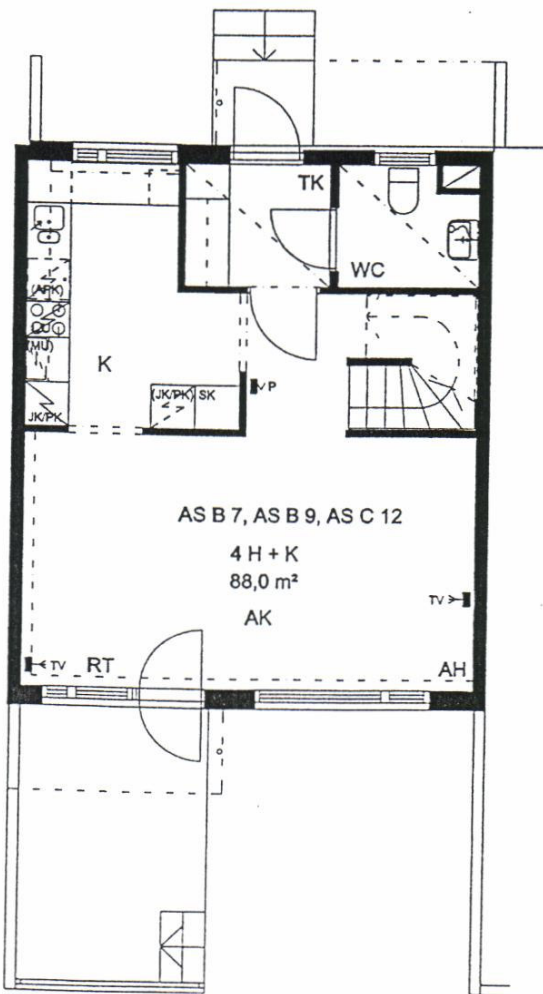 TK
WC
(APK)
(MU)
K
JK/PK
(JK/PK) SK
P
AS B 7, AS B 9, AS C 12
4 H + K
88,0 m²
TV
AK
TV
RT
AH